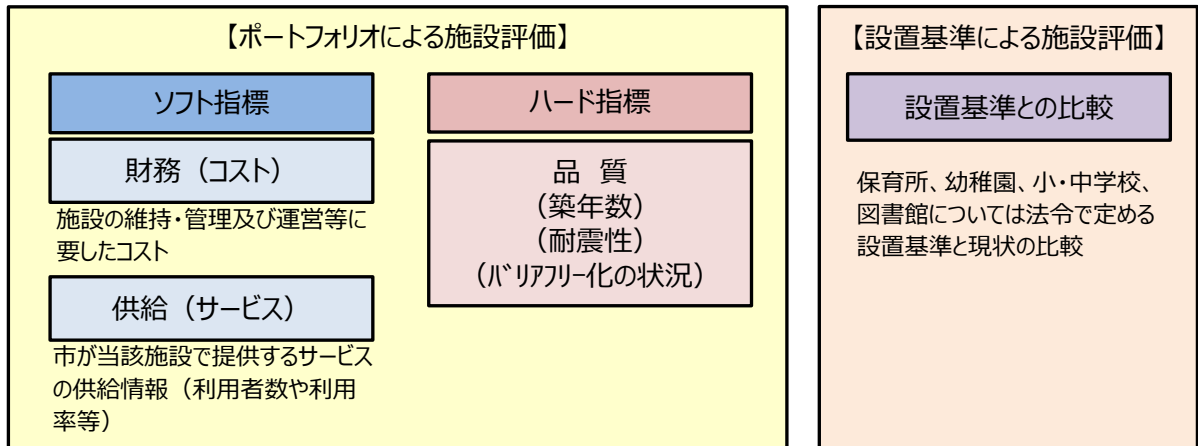 【ポートフォリオによる施設評価】
ソフト指標
財務（コスト）
施設の維持・管理及び運営等に
要したコスト
供給（サービス）
市が当該施設で提供するサービス
の供給情報（利用者数や利用
率等）
ハード指標
品　質
（築年数）
（耐震性）
（ﾊﾞﾘｱﾌﾘｰ化の状況）
【設置基準による施設評価】
設置基準との比較
保育所、幼稚園、小・中学校、
図書館については法令で定める
設置基準と現状の比較